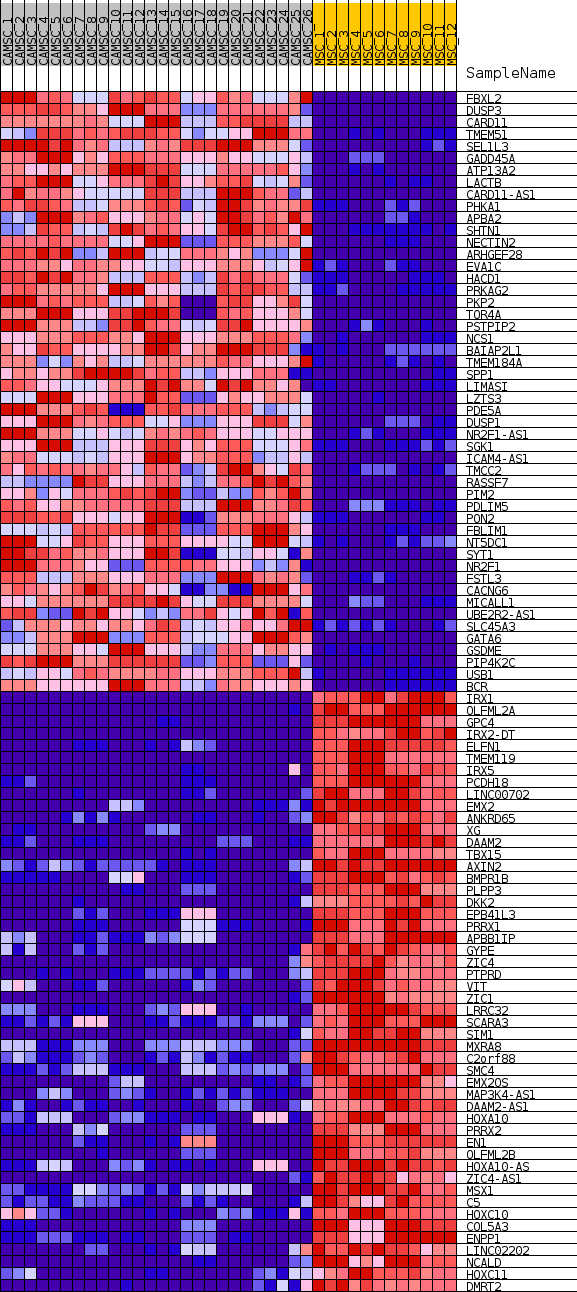 CAMSC_1
CAMSC_2
CAMSC_3
CAMSC_4
CAMSC_5
CAMSC_6
CAMSC_7
CAMSC_8
CAMSC_9
CAMSC_10
CAMSC_11
CAMSC_12
CAMSC_13
CAMSC_14
CAMSC_15
CAMSC_16
CAMSC_17
CAMSC_18
CAMSC_19
CAMSC_20
CAMSC_21
CAMSC_22
CAMSC_23
CAMSC_24
CAMSC_25
CAMSC_26
MSC_1
MSC_2
MSC_3
MSC_4
MSC_5
MSC_6
MSC_7
MSC_8
MSC_9
MSC_10
MSC_11
MSC_12
SampleName
FBXL2
DUSP3
CARD11
TMEM51
SEL1L3
GADD45A
ATP13A2
LACTB
CARD11-AS1
PHKA1
APBA2
SHTN1
NECTIN2
ARHGEF28
EVA1C
HACD1
PRKAG2
PKP2
TOR4A
PSTPIP2
NCS1
BAIAP2L1
TMEM184A
SPP1
LIMASI
LZTS3
PDE5A
DUSP1
NR2F1-AS1
SGK1
ICAM4-AS1
TMCC2
RASSF7
PIM2
PDLIM5
PON2
FBLIM1
NT5DC1
SYT1
NR2F1
FSTL3
CACNG6
MICALL1
UBE2R2-AS1
SLC45A3
GATA6
GSDME
PIP4K2C
USB1
BCR
IRX1
OLFML2A
GPC4
IRX2-DT
ELFN1
TMEM119
IRX5
PCDH18
LINC00702
EMX2
ANKRD65
XG
DAAM2
TBX15
AXIN2
BMPR1B
PLPP3
DKK2
EPB41L3
PRRX1
APBB1IP
GYPE
ZIC4
PTPRD
VIT
ZIC1
LRRC32
SCARA3
SIM1
MXRA8
C2orf88
SMC4
EMX2OS
MAP3K4-AS1
DAAM2-AS1
HOXA10
PRRX2
EN1
OLFML2B
HOXA10-AS
ZIC4-AS1
MSX1
C5
HOXC10
COL5A3
ENPP1
LINC02202
NCALD
HOXC11
DMRT2